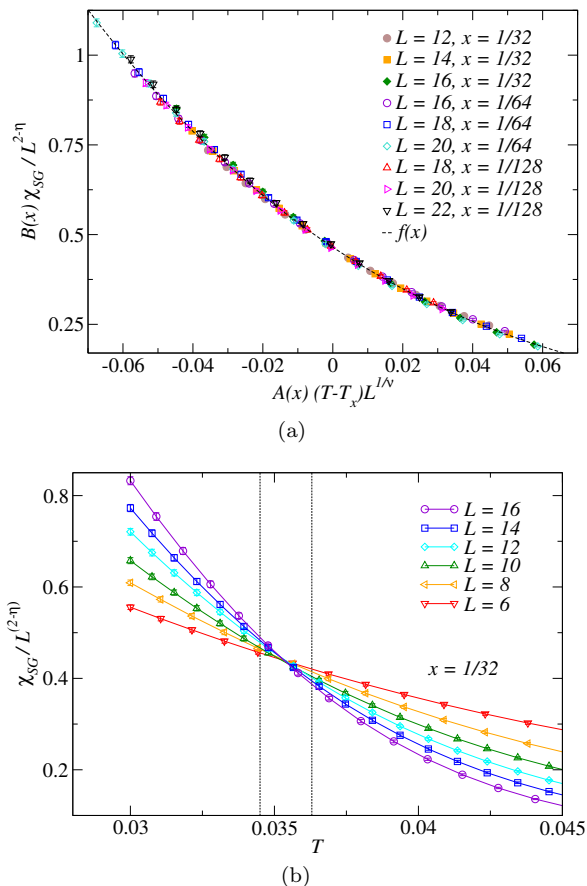 1
0.75
0.5
0.25
B(x) χ_SG / L^{2-η}
L = 12, x = 1/32
L = 14, x = 1/32
L = 16, x = 1/32
L = 16, x = 1/64
L = 18, x = 1/64
L = 20, x = 1/64
L = 18, x = 1/128
L = 20, x = 1/128
L = 22, x = 1/128
f(x)
-0.06 -0.04 -0.02 0 0.02 0.04 0.06
A(x) (T-T_x)L^{1/ν}
(a)
0.8
0.6
0.4
0.2
χ_SG / L^{(2-η)}
L = 16
L = 14
L = 12
L = 10
L = 8
L = 6
x = 1/32
0.03 0.035 0.04 0.045
T
(b)